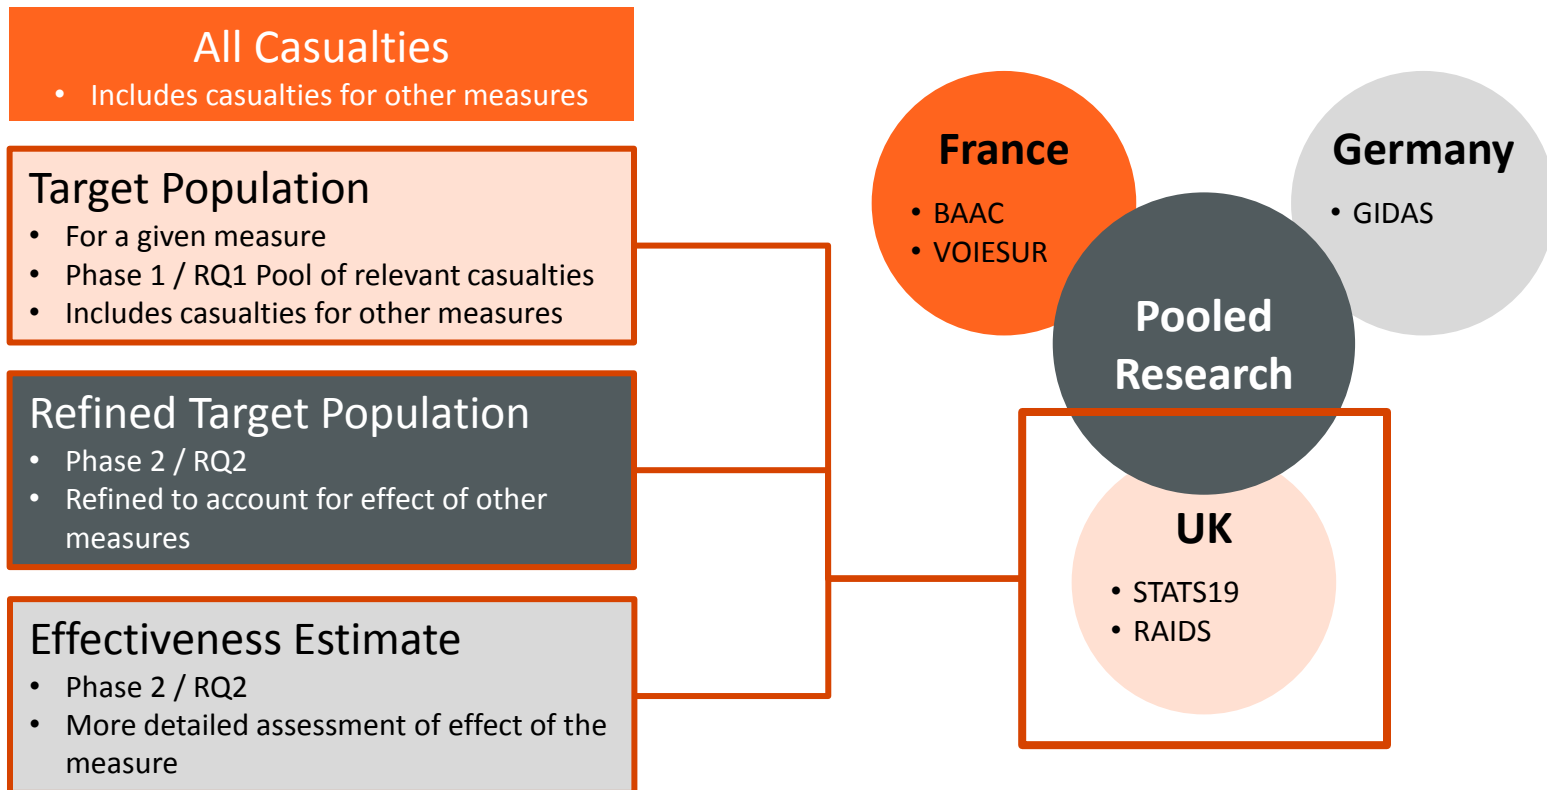 All Casualties
• Includes casualties for other measures
Target Population
• For a given measure
• Phase 1 / RQ1 Pool of relevant casualties
• Includes casualties for other measures
Refined Target Population
• Phase 2 / RQ2
• Refined to account for effect of other
measures
Effectiveness Estimate
• Phase 2 / RQ2
• More detailed assessment of effect of the
measure
France
• BAAC
• VOIESUR
Germany
• GIDAS
Pooled
Research
UK
• STATS19
• RAIDS